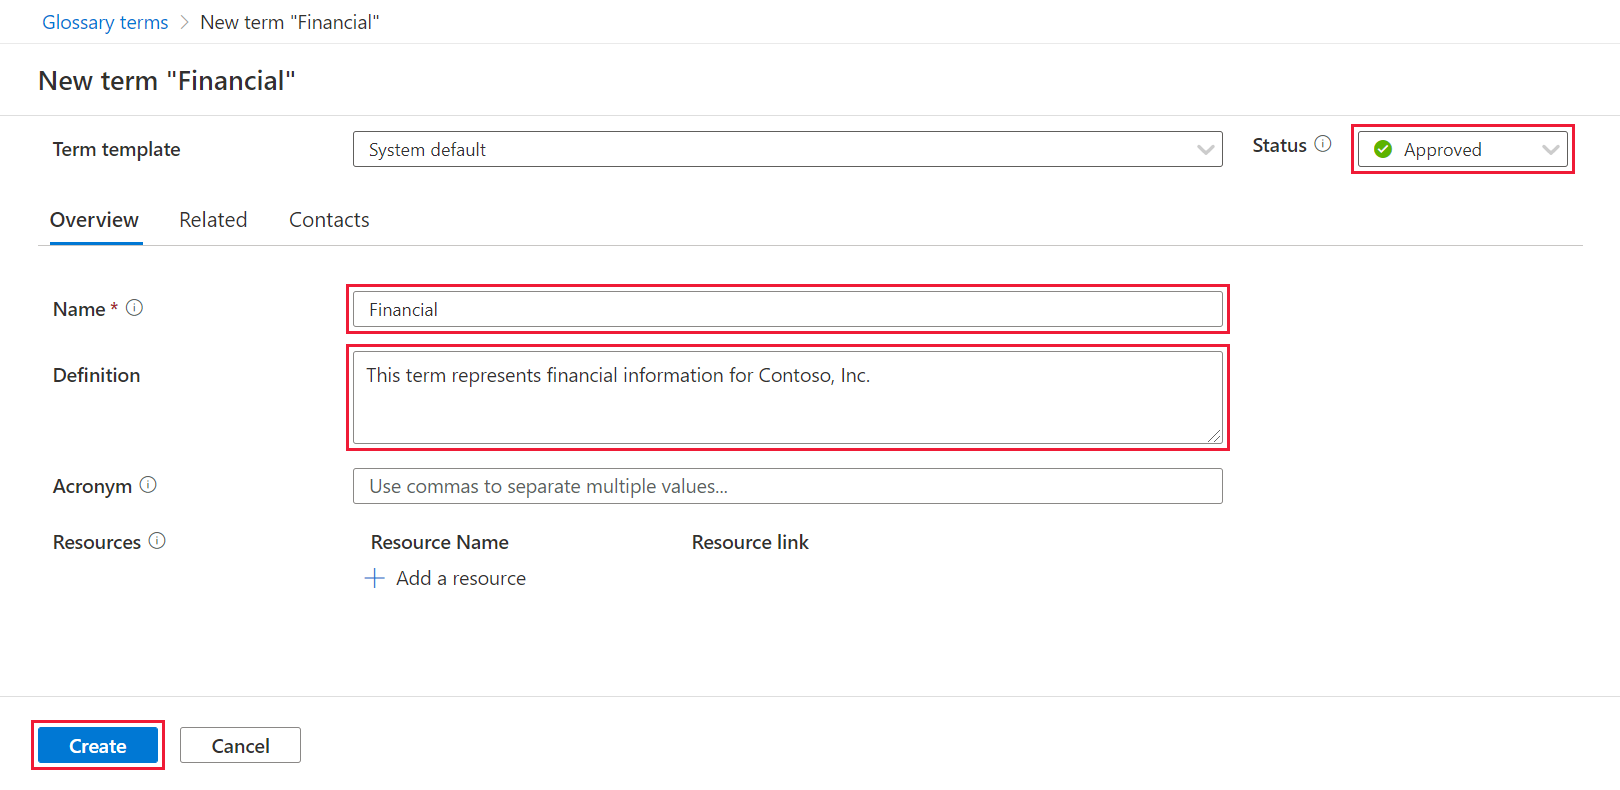 Glossary terms > New term "Financial"
New term "Financial"
Term template System default Status Approved
Overview Related Contacts
Name * Financial
Definition This term represents financial information for Contoso, Inc.
Acronym Use commas to separate multiple values...
Resources Resource Name Resource link
+ Add a resource
Create Cancel